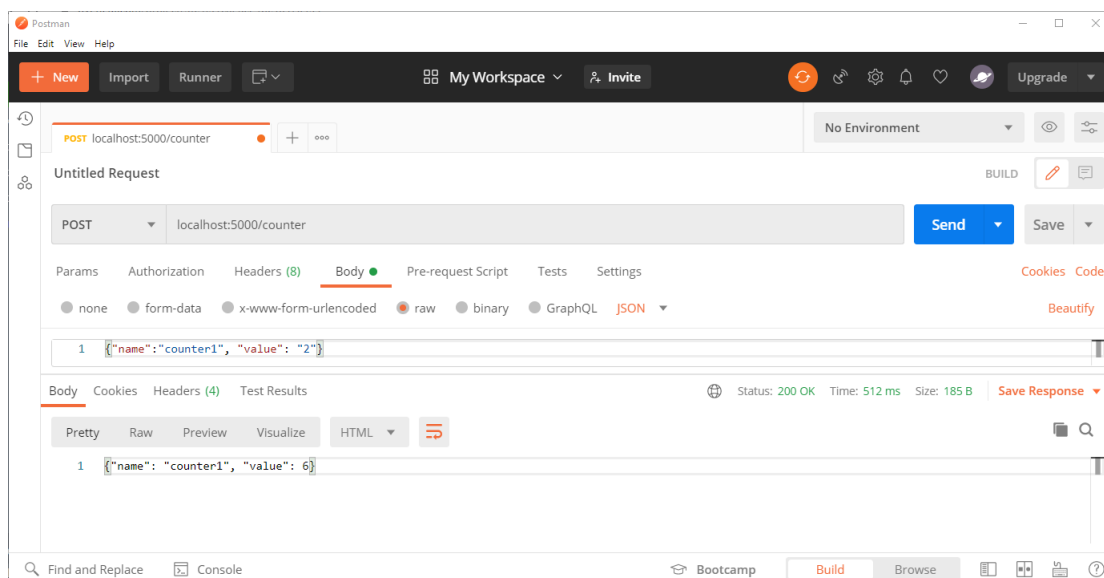 Postman
File Edit View Help
+ New Import Runner My Workspace Invite Upgrade
POST localhost:5000/counter No Environment
Untitled Request BUILD
POST localhost:5000/counter Send Save
Params Authorization Headers (8) Body Pre-request Script Tests Settings Cookies Code
none form-data x-www-form-urlencoded raw binary GraphQL JSON Beautify
1 {"name":"counter1", "value": "2"}
Body Cookies Headers (4) Test Results Status: 200 OK Time: 512 ms Size: 185 B Save Response
Pretty Raw Preview Visualize HTML
1 {"name": "counter1", "value": 6}
Find and Replace Console Bootcamp Build Browse